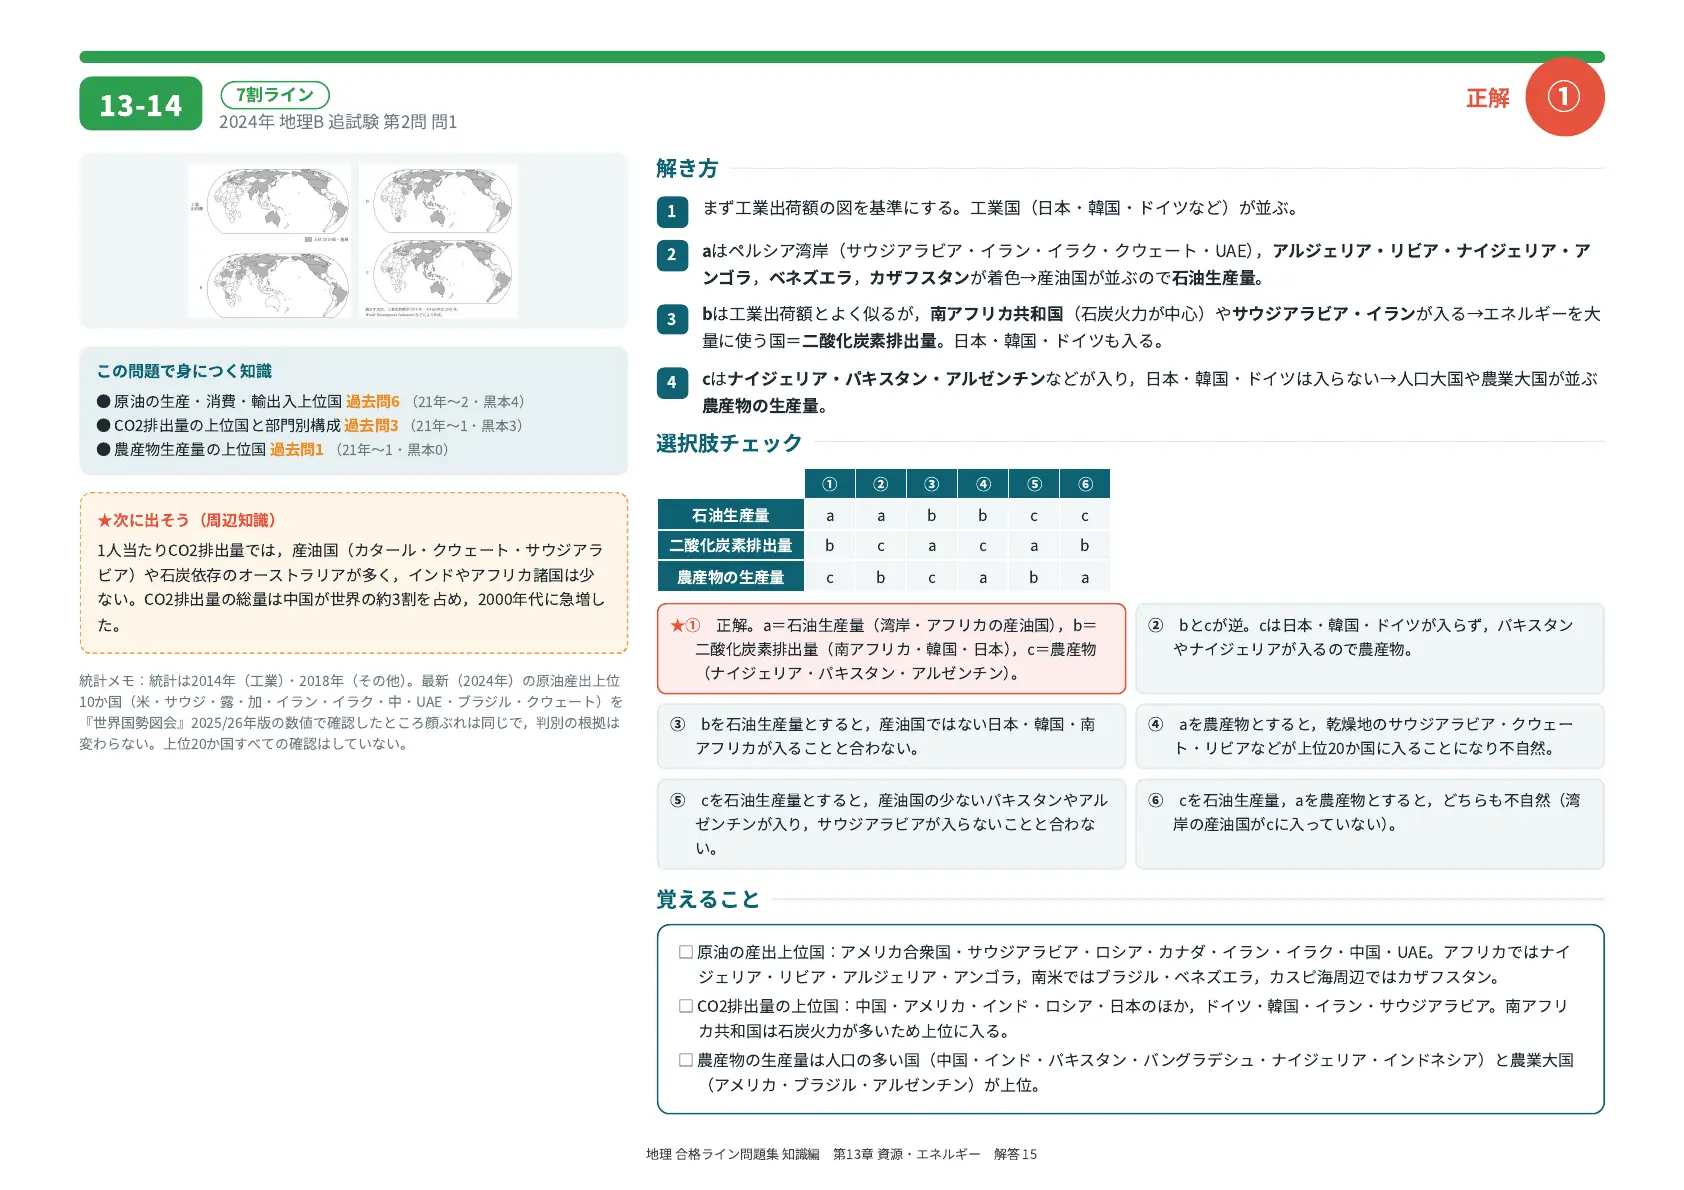 13-14
7割ライン
2024年 地理B 追試験 第2問 問1
正解 ①
a
b
c
この問題で身につく知識
●原油の生産・消費・輸出入上位国 過去問6 （21年〜2・黒本4）
●CO2排出量の上位国と部門別構成 過去問3 （21年〜1・黒本3）
●農産物生産量の上位国 過去問1 （21年〜1・黒本0）
★次に出そう（周辺知識）
1人当たりCO2排出量では，産油国（カタール・クウェート・サウジアラ
ビア）や石炭依存のオーストラリアが多く，インドやアフリカ諸国は少
ない。CO2排出量の総量は中国が世界の約3割を占め，2000年代に急増し
た。
統計メモ：統計は2014年（工業）・2018年（その他）。最新（2024年）の原油産出上位
10か国（米・サウジ・露・加・イラン・イラク・中・UAE・ブラジル・クウェート）を
『世界国勢図会』2025/26年版の数値で確認したところ顔ぶれは同じで，判別の根拠は
変わらない。上位20か国すべての確認はしていない。
解き方
1 まず工業出荷額の図を基準にする。工業国（日本・韓国・ドイツなど）が並ぶ。
2 aはペルシア湾岸（サウジアラビア・イラン・イラク・クウェート・UAE），アルジェリア・リビア・ナイジェリア・ア
ンゴラ，ベネズエラ，カザフスタンが着色→産油国が並ぶので石油生産量。
3 bは工業出荷額とよく似るが，南アフリカ共和国（石炭火力が中心）やサウジアラビア・イランが入る→エネルギーを大
量に使う国＝二酸化炭素排出量。日本・韓国・ドイツも入る。
4 cはナイジェリア・パキスタン・アルゼンチンなどが入り，日本・韓国・ドイツは入らない→人口大国や農業大国が並ぶ
農産物の生産量。
選択肢チェック
① ② ③ ④ ⑤ ⑥
石油生産量 a a b b c c
二酸化炭素排出量 b c a c a b
農産物の生産量 c b c a b a
★① 正解。a＝石油生産量（湾岸・アフリカの産油国），b＝
二酸化炭素排出量（南アフリカ・韓国・日本），c＝農産物
（ナイジェリア・パキスタン・アルゼンチン）。
② bとcが逆。cは日本・韓国・ドイツが入らず，パキスタン
やナイジェリアが入るので農産物。
③ bを石油生産量とすると，産油国ではない日本・韓国・南
アフリカが入ることと合わない。
④ aを農産物とすると，乾燥地のサウジアラビア・クウェー
ト・リビアなどが上位20か国に入ることになり不自然。
⑤ cを石油生産量とすると，産油国の少ないパキスタンやアル
ゼンチンが入り，サウジアラビアが入らないことと合わな
い。
⑥ cを石油生産量，aを農産物とすると，どちらも不自然（湾
岸の産油国がcに入っていない）。
覚えること
□ 原油の産出上位国：アメリカ合衆国・サウジアラビア・ロシア・カナダ・イラン・イラク・中国・UAE。アフリカではナイ
ジェリア・リビア・アルジェリア・アンゴラ，南米ではブラジル・ベネズエラ，カスピ海周辺ではカザフスタン。
□ CO2排出量の上位国：中国・アメリカ・インド・ロシア・日本のほか，ドイツ・韓国・イラン・サウジアラビア。南アフリ
カ共和国は石炭火力が多いため上位に入る。
□ 農産物の生産量は人口の多い国（中国・インド・パキスタン・バングラデシュ・ナイジェリア・インドネシア）と農業大国
（アメリカ・ブラジル・アルゼンチン）が上位。
地理 合格ライン問題集 知識編 第13章 資源・エネルギー 解答15